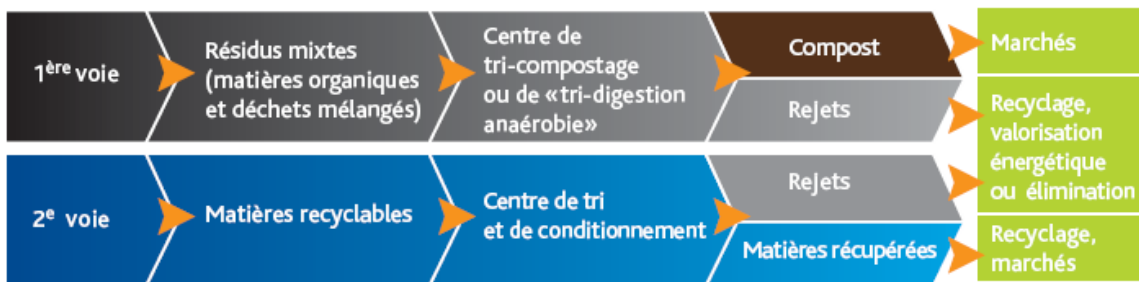 1ère voie
Résidus mixtes
(matières organiques
et déchets mélangés)
Centre de
tri-compostage
ou de «tri-digestion
anaérobie»
Compost
Rejets
Marchés
Recyclage,
valorisation
énergétique
ou élimination
2e voie
Matières recyclables
Centre de tri
et de conditionnement
Rejets
Matières récupérées
Recyclage,
marchés